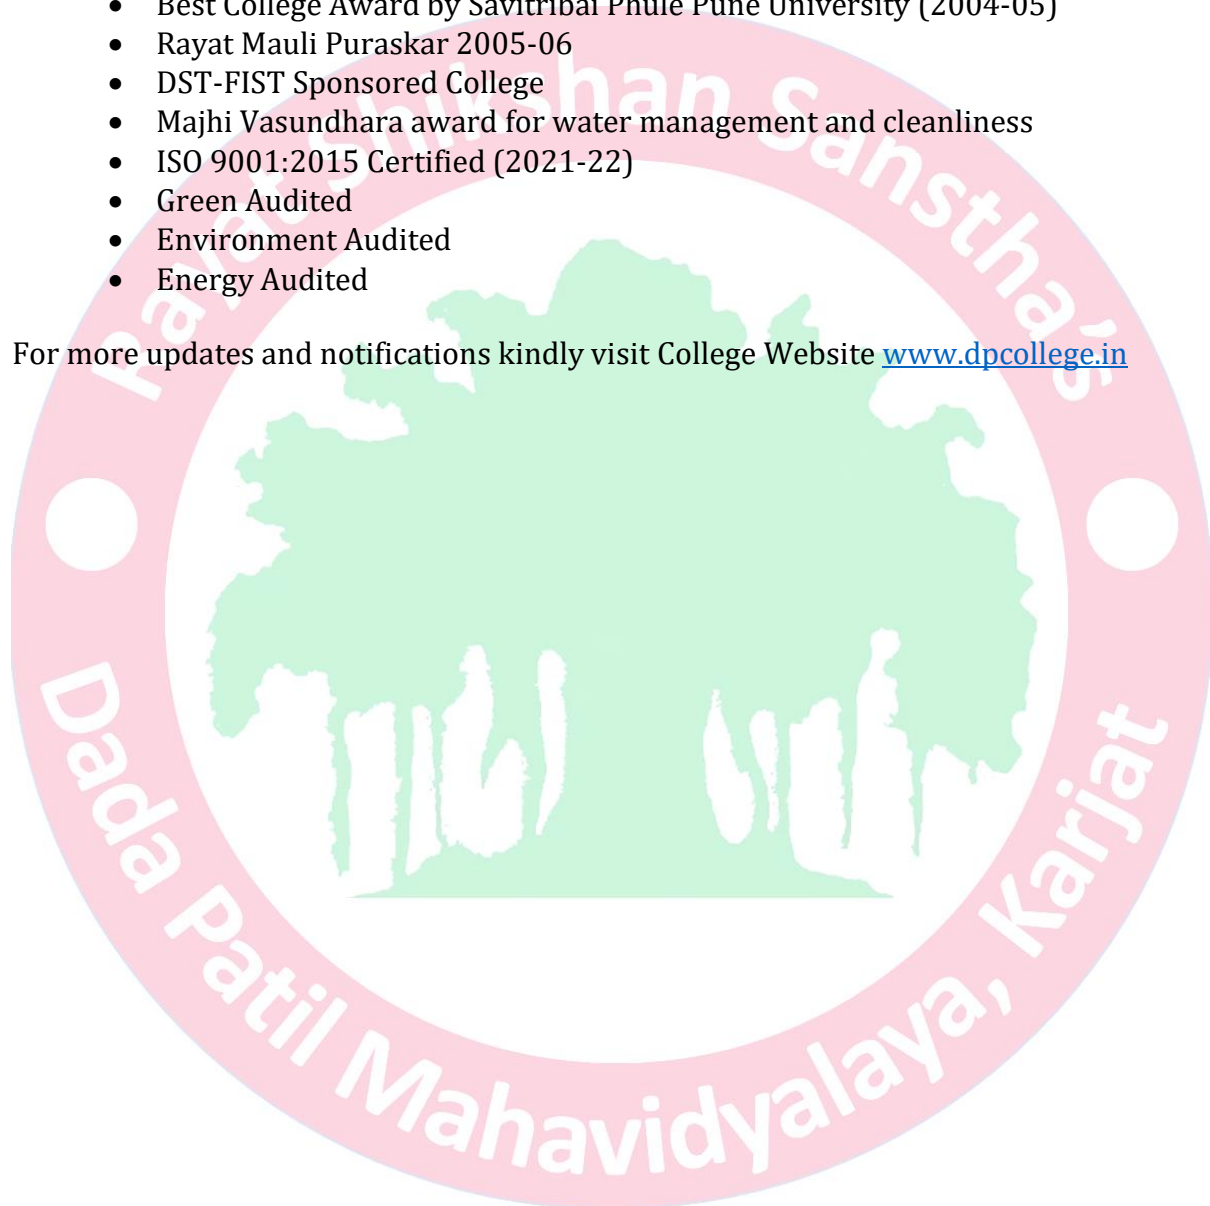 • Best College Award by Savitribai Phule Pune University (2004-05)
• Rayat Mauli Puraskar 2005-06
• DST-FIST Sponsored College
• Majhi Vasundhara award for water management and cleanliness
• ISO 9001:2015 Certified (2021-22)
• Green Audited
• Environment Audited
• Energy Audited
For more updates and notifications kindly visit College Website www.dpcollege.in
Rayat Shikshan Sanstha's
Dada Patil Mahavidyalaya, Karjat